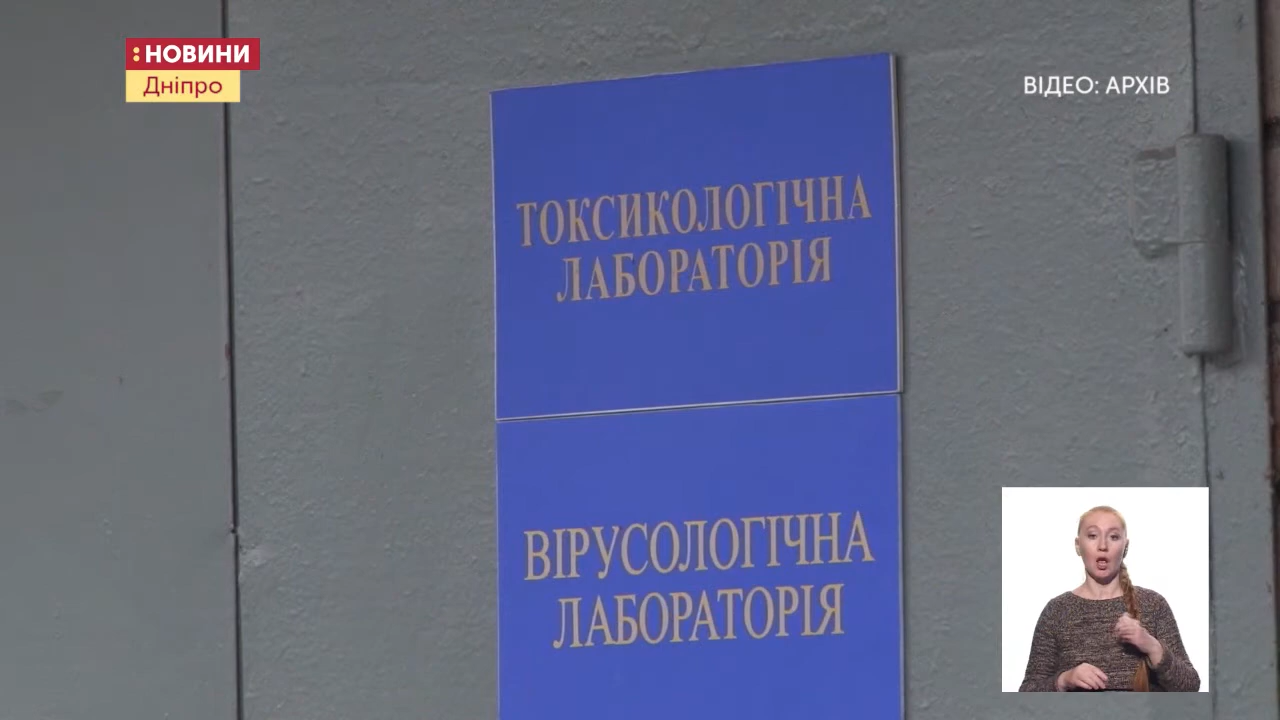 :НОВИНИ
Дніпро
ВІДЕО: АРХІВ
ТОКСИКОЛОГІЧНА
ЛАБОРАТОРІЯ
ВІРУСОЛОГІЧНА
ЛАБОРАТОРІЯ